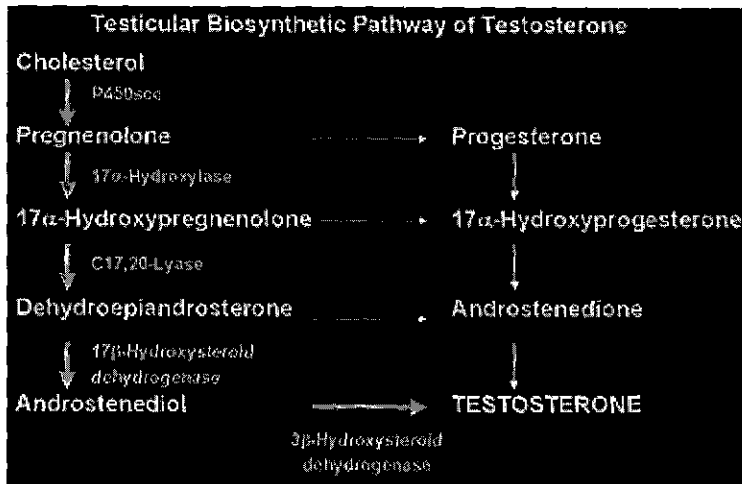 Testicular Biosynthetic Pathway of Testosterone
Cholesterol
P450scc
Pregnenolone
Progesterone
17α-Hydroxylase
17α-Hydroxypregnenolone
17α-Hydroxyprogesterone
C17,20-Lyase
Dehydroepiandrosterone
Androstenedione
17β-Hydroxysteroid
dehydrogenase
Androstenediol
TESTOSTERONE
3β-Hydroxysteroid
dehydrogenase